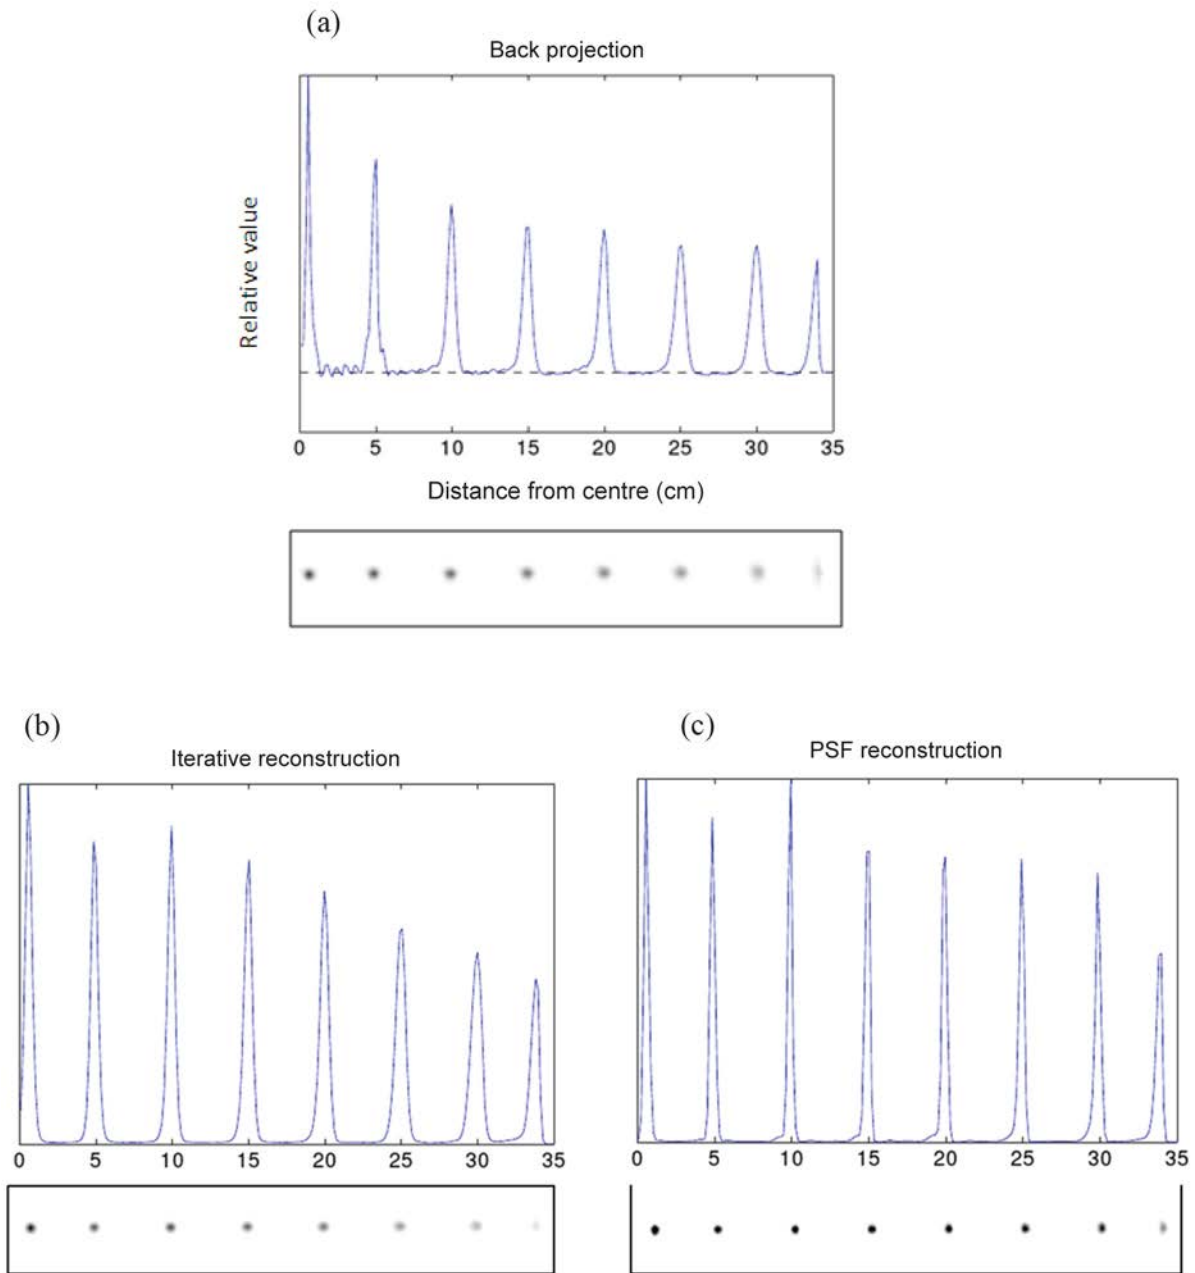 (a)
Back projection
Relative value
0 5 10 15 20 25 30 35
Distance from centre (cm)
(b)
Iterative reconstruction
0 5 10 15 20 25 30 35
(c)
PSF reconstruction
0 5 10 15 20 25 30 35